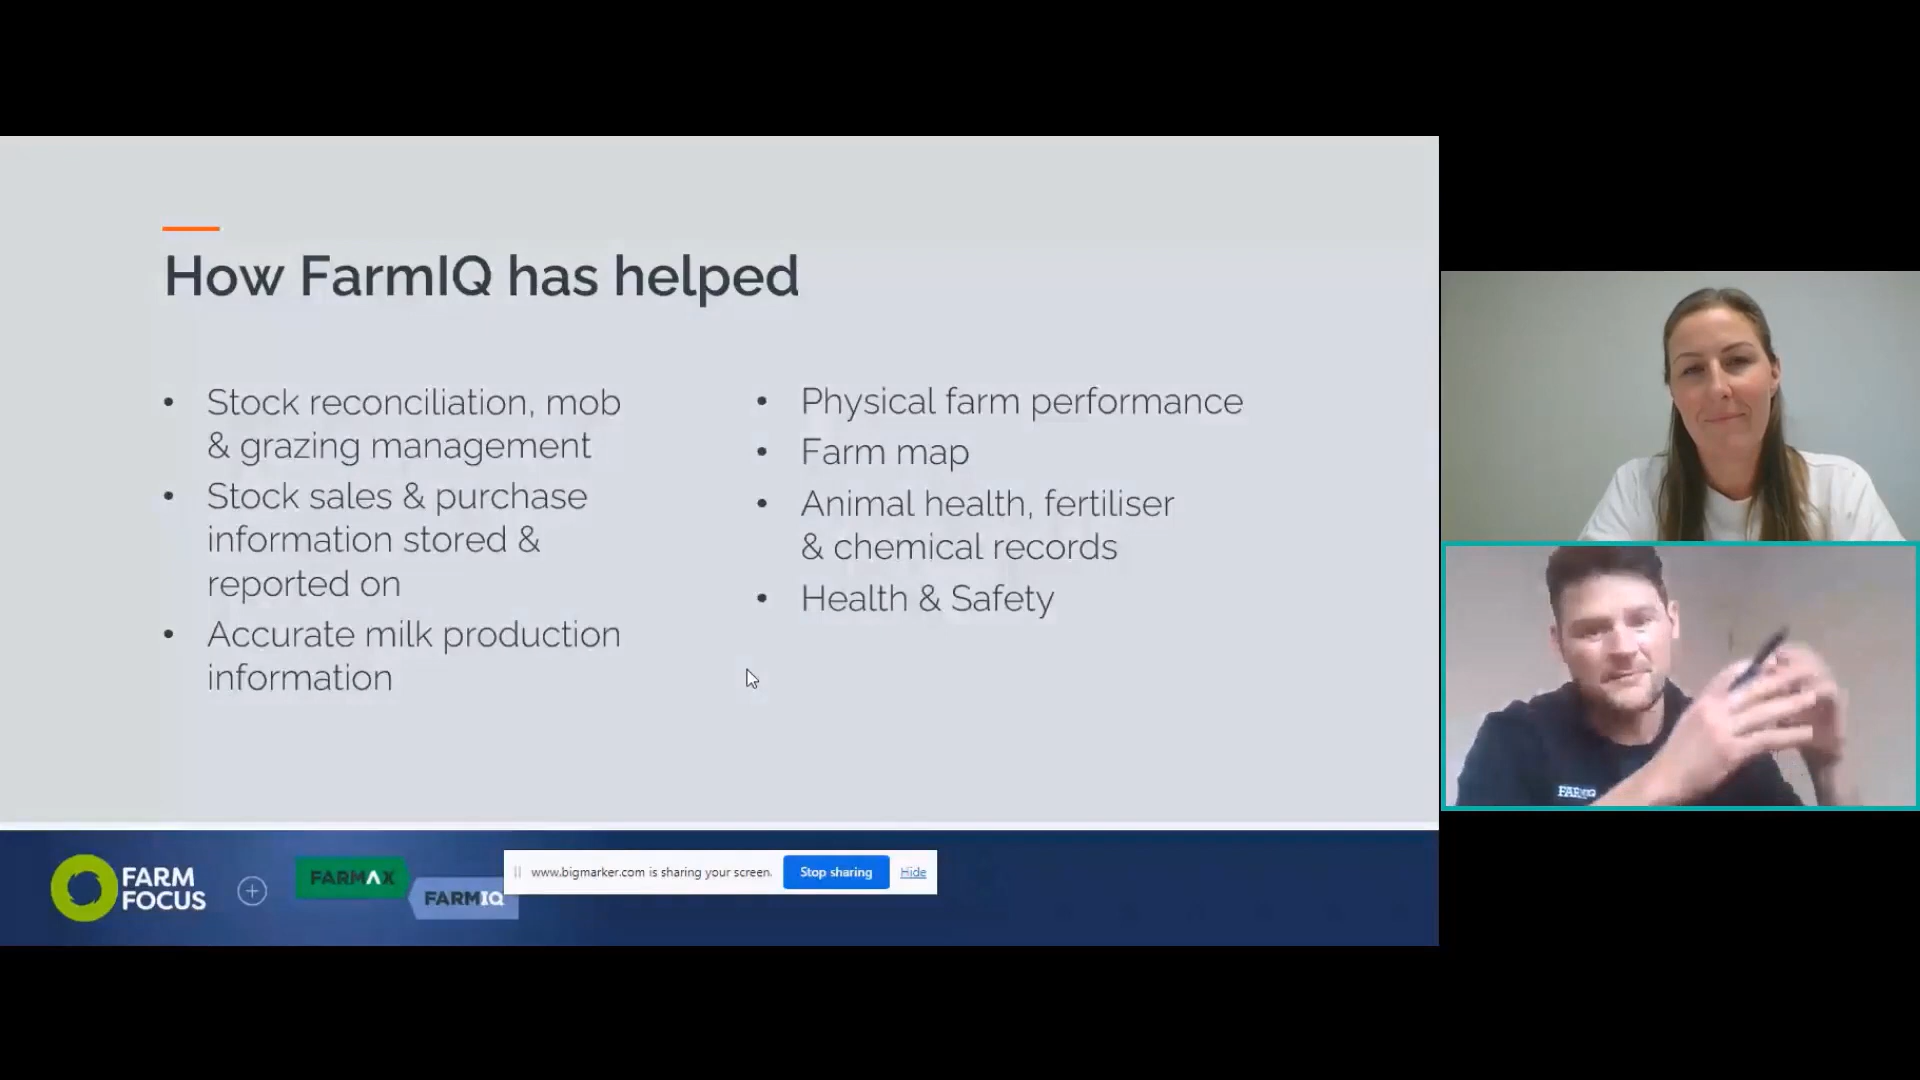 How FarmIQ has helped
• Stock reconciliation, mob
& grazing management
• Stock sales & purchase
information stored &
reported on
• Accurate milk production
information
• Physical farm performance
• Farm map
• Animal health, fertiliser
& chemical records
• Health & Safety
FARM
FOCUS
FARMAX
FARMIQ
www.bigmarker.com is sharing your screen.
Stop sharing
Hide
FARMIQ